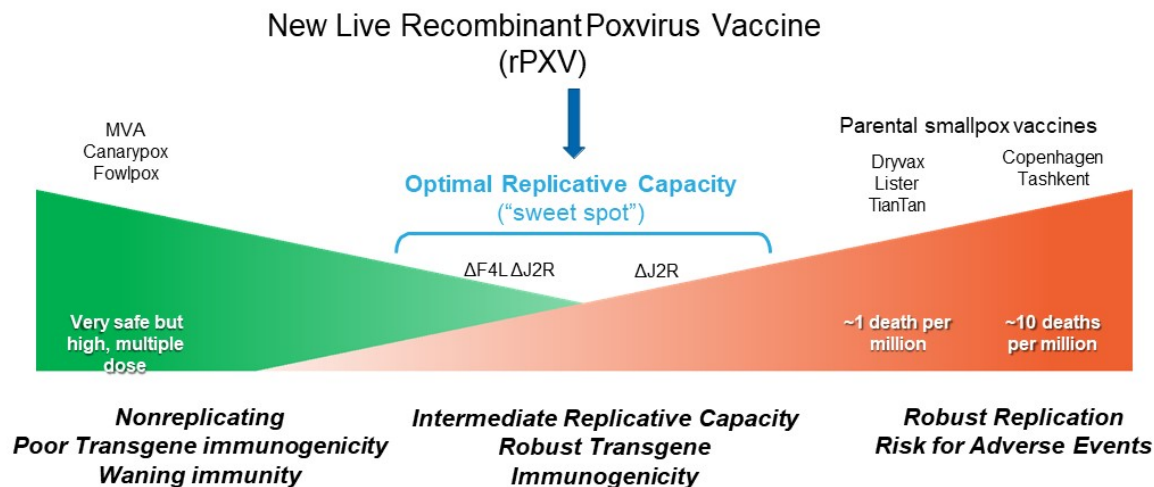 New Live Recombinant Poxvirus Vaccine
(rPXV)
MVA
Canarypox
Fowlpox
Optimal Replicative Capacity
(“sweet spot”)
Parental smallpox vaccines
Dryvax
Lister
TianTan
Copenhagen
Tashkent
ΔF4L ΔJ2R
ΔJ2R
Very safe but
high, multiple
dose
~1 death per
million
~10 deaths
per million
Nonreplicating
Poor Transgene immunogenicity
Waning immunity
Intermediate Replicative Capacity
Robust Transgene
Immunogenicity
Robust Replication
Risk for Adverse Events